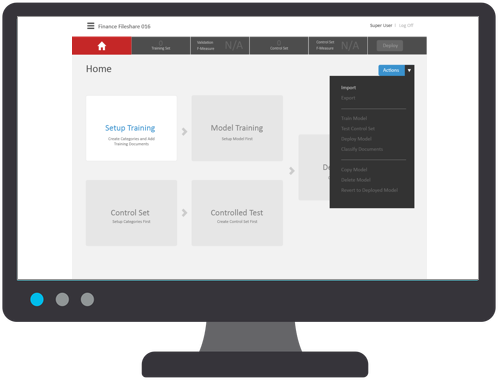 Finance Fileshare 016
Super User
Log Off
0
Training Set
Validation
F-Measure
N/A
0
Control Set
Control Set
F-Measure
N/A
Deploy
Home
Actions
Import
Export
Train Model
Test Control Set
Deploy Model
Classify Documents
Copy Model
Delete Model
Revert to Deployed Model
Setup Training
Create Categories and Add
Training Documents
Model Training
Setup Model First
Control Set
Setup Categories First
Controlled Test
Create Control Set First